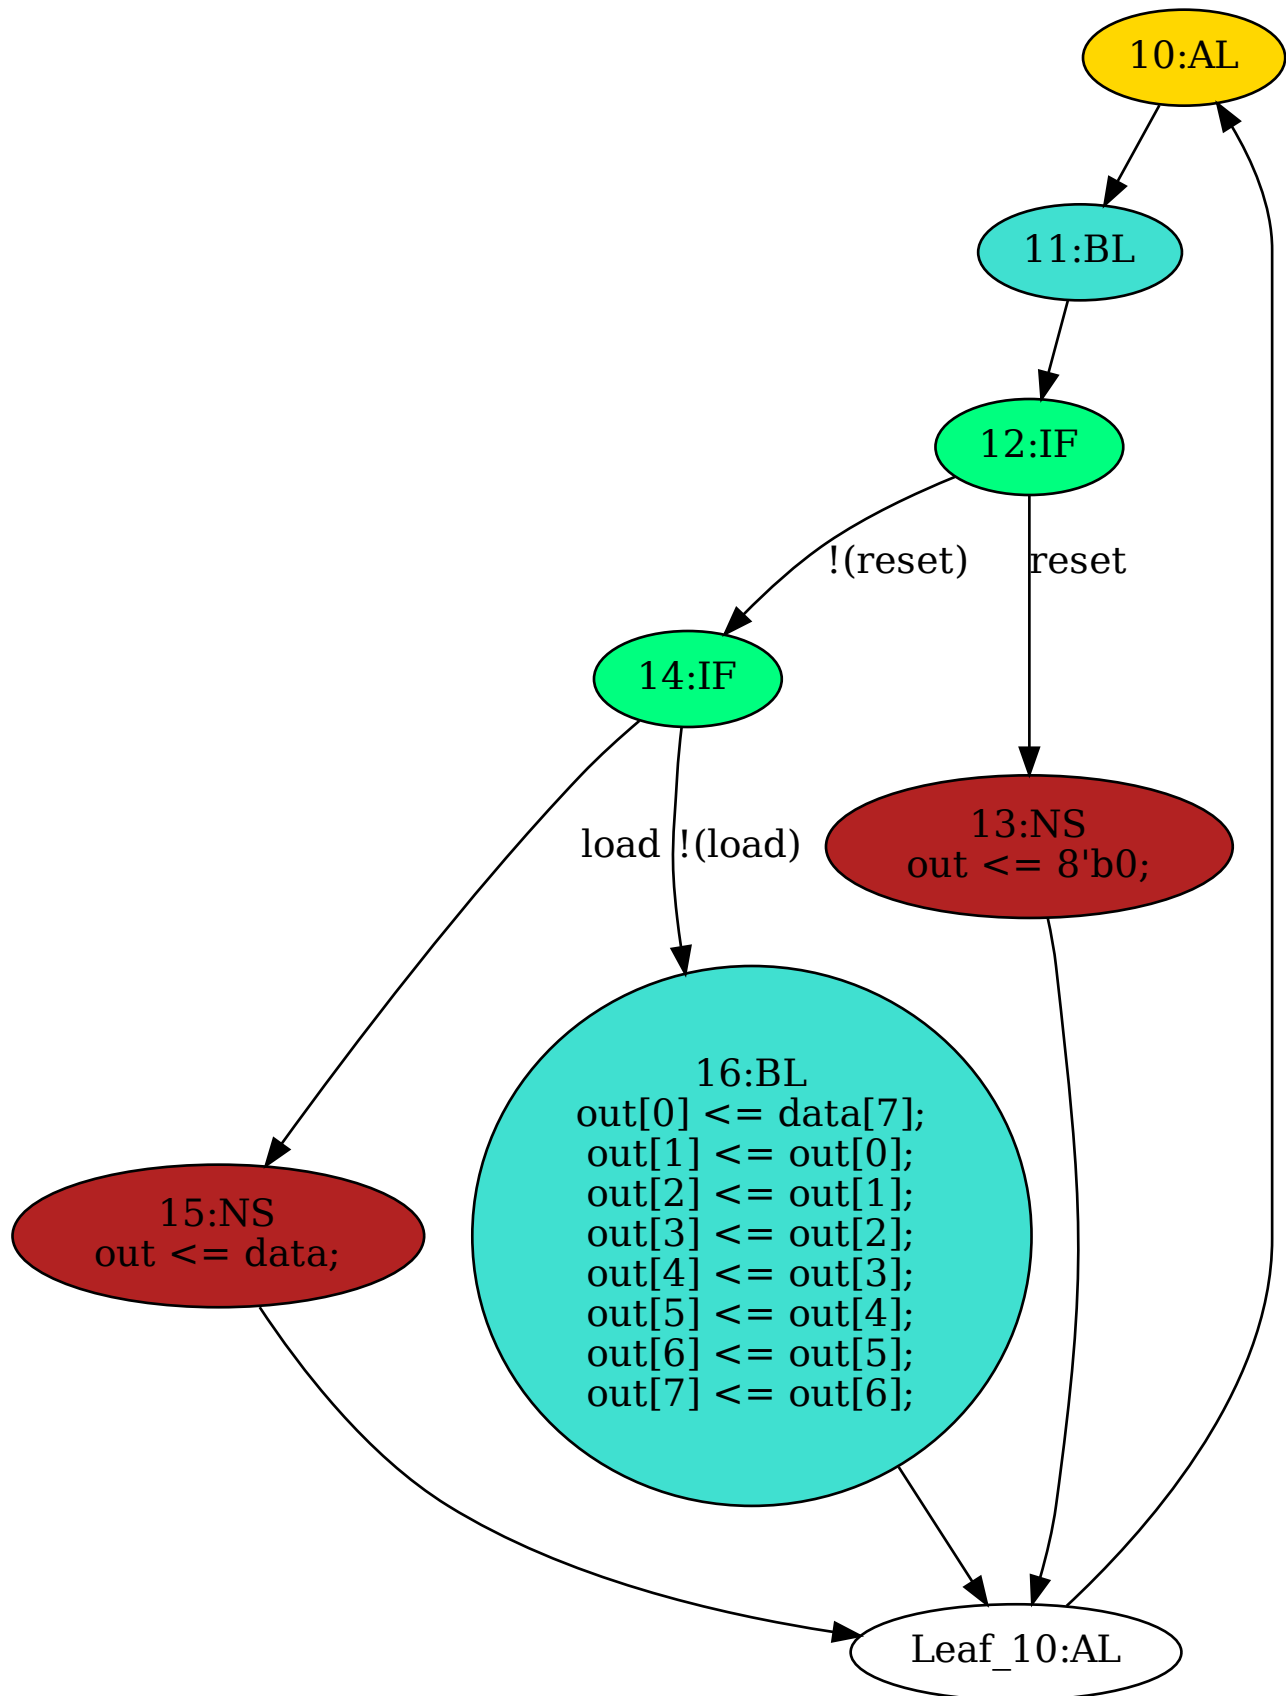 10:AL
11:BL
12:IF
!(reset)
reset
14:IF
load
!(load)
13:NS
out <= 8'b0;
16:BL
out[0] <= data[7];
out[1] <= out[0];
out[2] <= out[1];
out[3] <= out[2];
out[4] <= out[3];
out[5] <= out[4];
out[6] <= out[5];
out[7] <= out[6];
15:NS
out <= data;
Leaf_10:AL